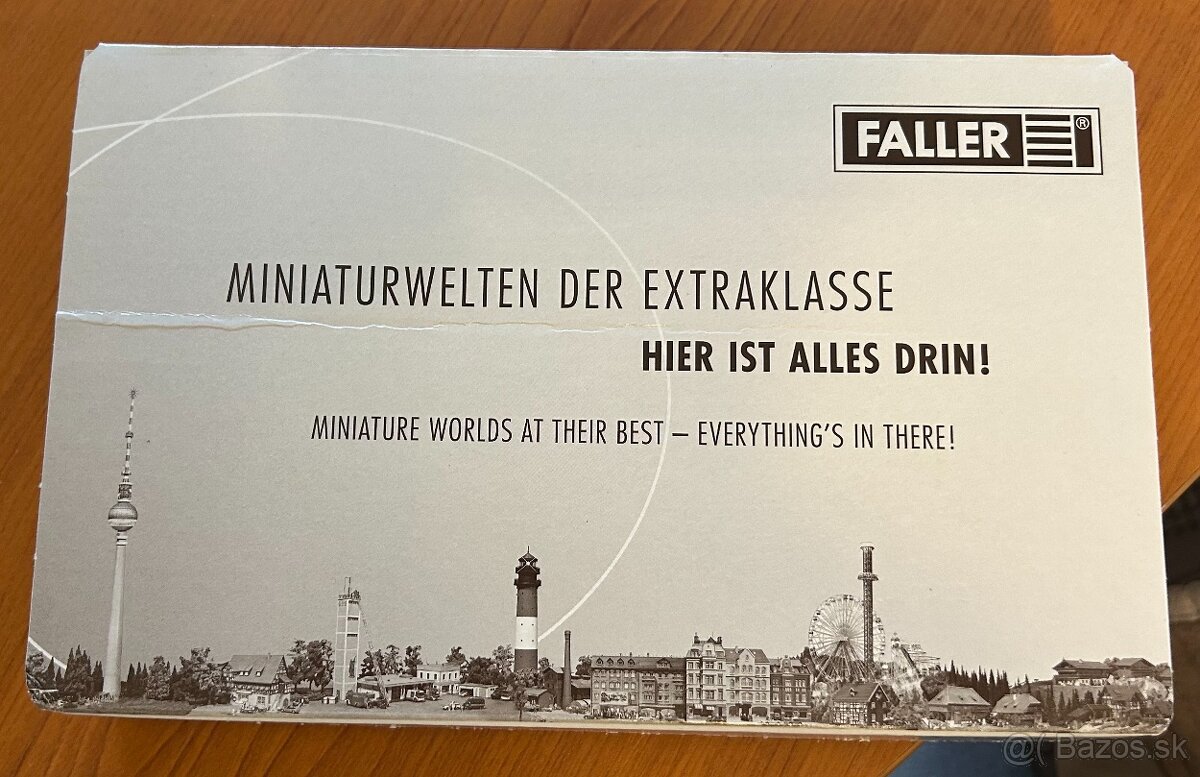 FALLER®
MINIATURWELTEN DER EXTRAKLASSE
HIER IST ALLES DRIN!
MINIATURE WORLDS AT THEIR BEST – EVERYTHING'S IN THERE!
@( Bazos.sk